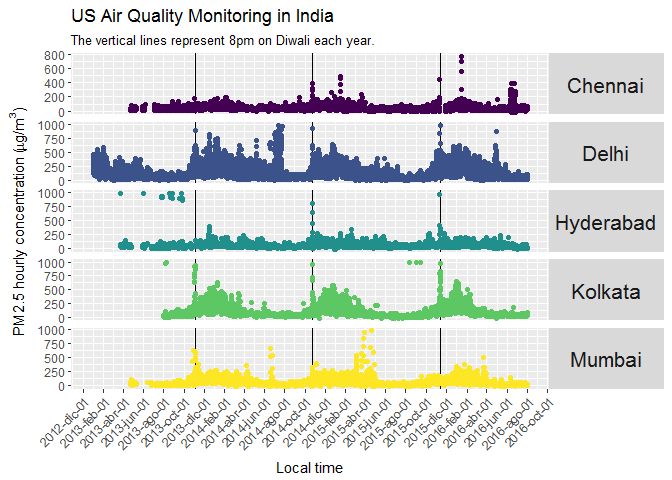 US Air Quality Monitoring in India
The vertical lines represent 8pm on Diwali each year.
PM 2.5 hourly concentration (μg/m³)
800
600
400
200
0
Chennai
1000
750
500
250
0
Delhi
1000
750
500
250
0
Hyderabad
1000
750
500
250
0
Kolkata
1000
750
500
250
0
Mumbai
2012-dic-01
2013-feb-01
2013-abr-01
2013-jun-01
2013-ago-01
2013-oct-01
2013-dic-01
2014-feb-01
2014-abr-01
2014-jun-01
2014-ago-01
2014-oct-01
2014-dic-01
2015-feb-01
2015-abr-01
2015-jun-01
2015-ago-01
2015-oct-01
2015-dic-01
2016-feb-01
2016-abr-01
2016-jun-01
2016-ago-01
2016-oct-01
Local time